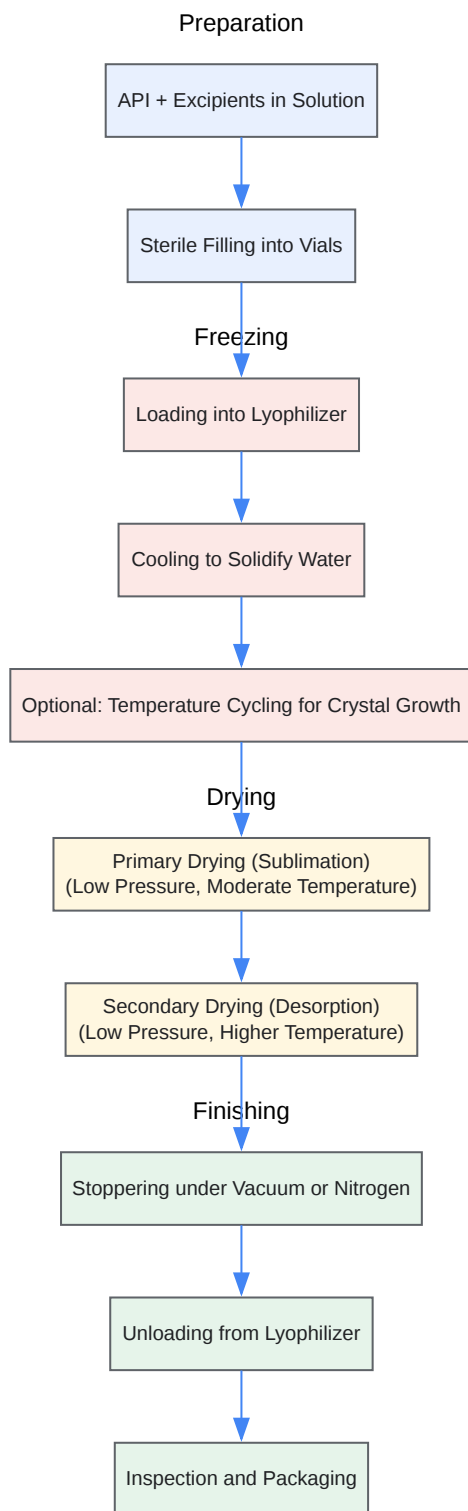 Preparation
API + Excipients in Solution
Sterile Filling into Vials
Freezing
Loading into Lyophilizer
Cooling to Solidify Water
Optional: Temperature Cycling for Crystal Growth
Drying
Primary Drying (Sublimation)
(Low Pressure, Moderate Temperature)
Secondary Drying (Desorption)
(Low Pressure, Higher Temperature)
Finishing
Stoppering under Vacuum or Nitrogen
Unloading from Lyophilizer
Inspection and Packaging